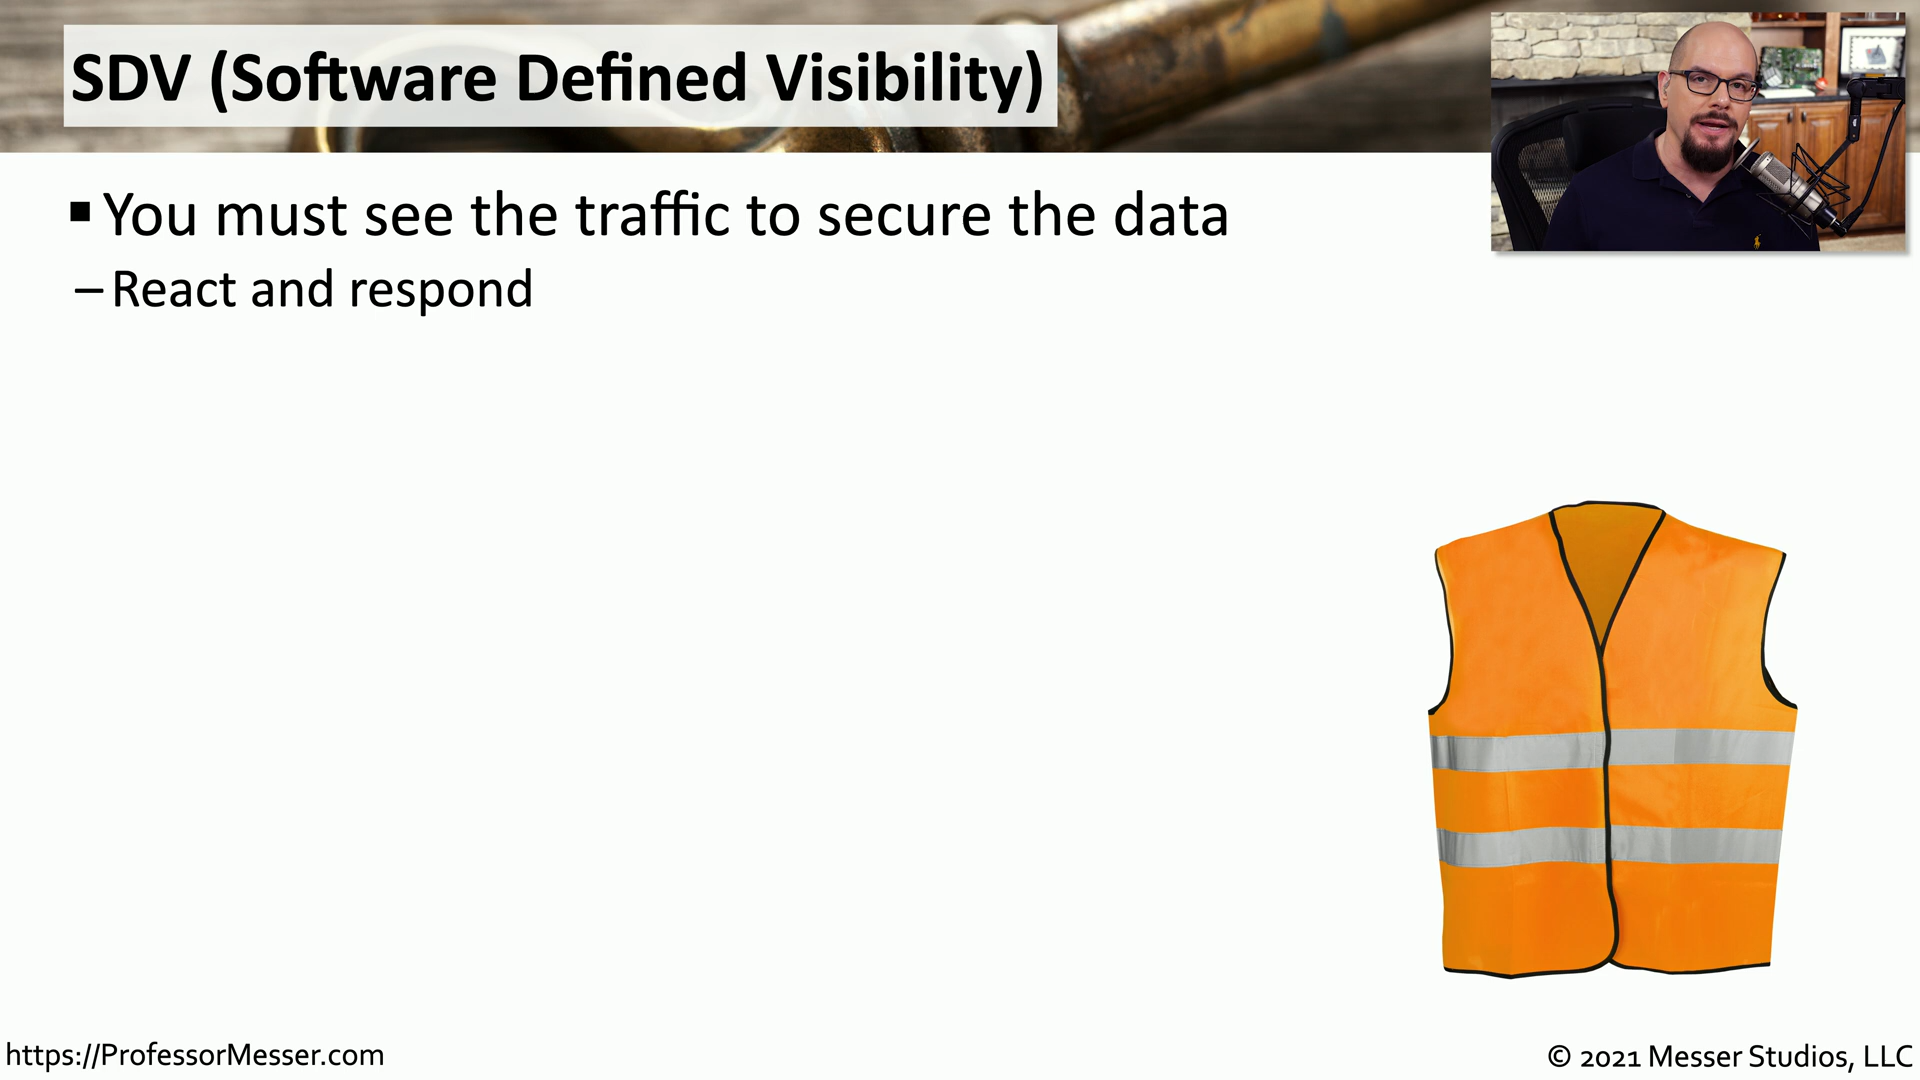 SDV (Software Defined Visibility)
▪ You must see the traffic to secure the data
– React and respond
https://ProfessorMesser.com
© 2021 Messer Studios, LLC